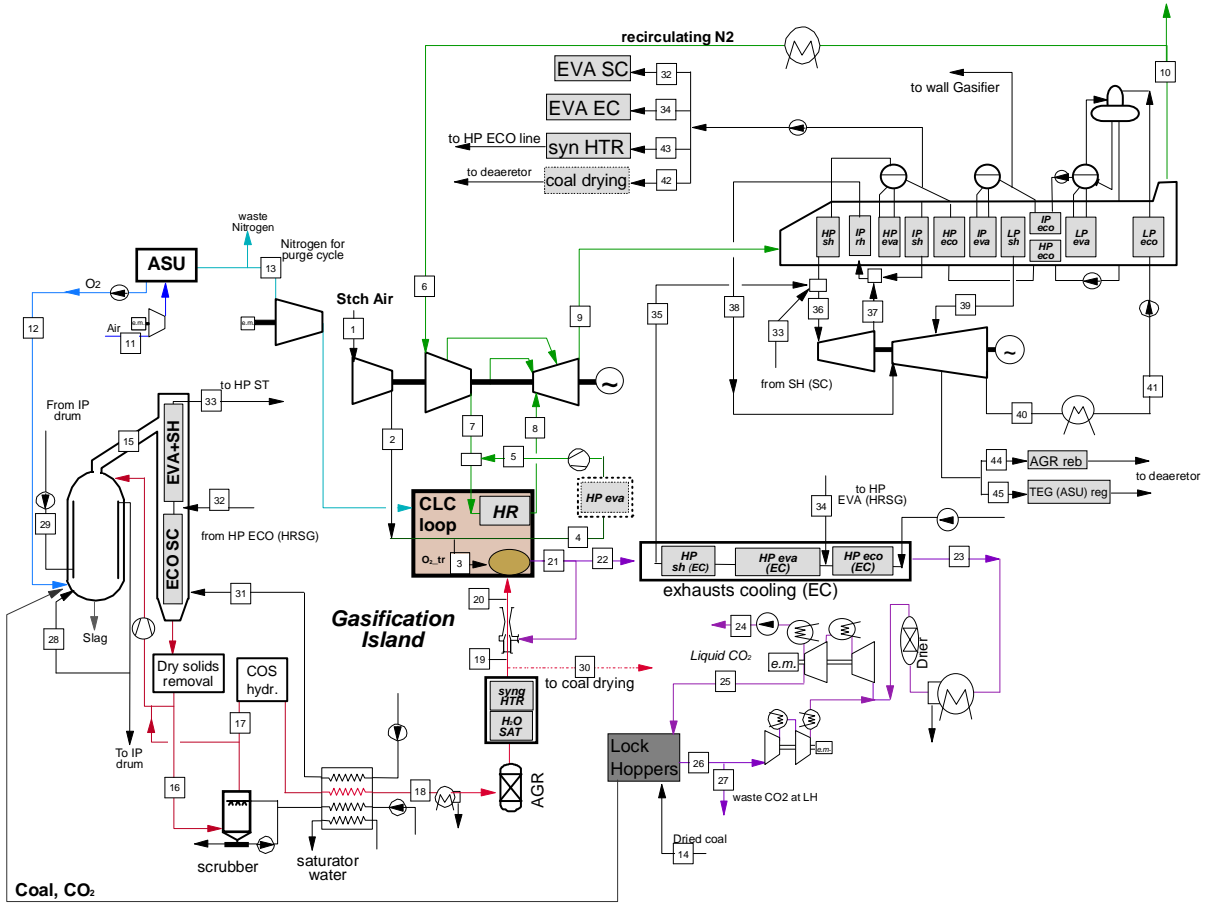 recirculating N2
EVA SC
32
10
to wall Gasifier
EVA EC
34
to HP ECO line
syn HTR
43
to deaeretor
coal drying
42
HP sh
IP rh
HP eva
IP sh
HP eco
IP eva
LP sh
IP eco
HP eco
LP eva
LP eco
waste
Nitrogen
Nitrogen for
purge cycle
ASU
13
O₂
Stch Air
6
9
12
e.m.
e.m.
Air
11
1
35
38
36
37
39
33
from SH (SC)
~
~
41
40
to HP ST
33
From IP
drum
15
EVA+SH
2
7
8
5
44
AGR reb
to deaeretor
45
TEG (ASU) reg
HP eva
CLC
loop
HR
to HP
EVA (HRSG)
34
32
from HP ECO (HRSG)
29
ECO SC
4
O₂_tr
3
21
22
HP
sh (EC)
HP eva
(EC)
HP eco
(EC)
23
exhausts cooling (EC)
31
20
Gasification
Island
Slag
28
24
Liquid CO₂
e.m.
Drier
19
30
to coal drying
Dry solids
removal
COS
hydr.
25
syng
HTR
H₂O
SAT
17
To IP
drum
Lock
Hoppers
26
e.m.
27
waste CO2 at LH
16
18
AGR
Dried coal
14
scrubber
saturator
water
Coal, CO₂